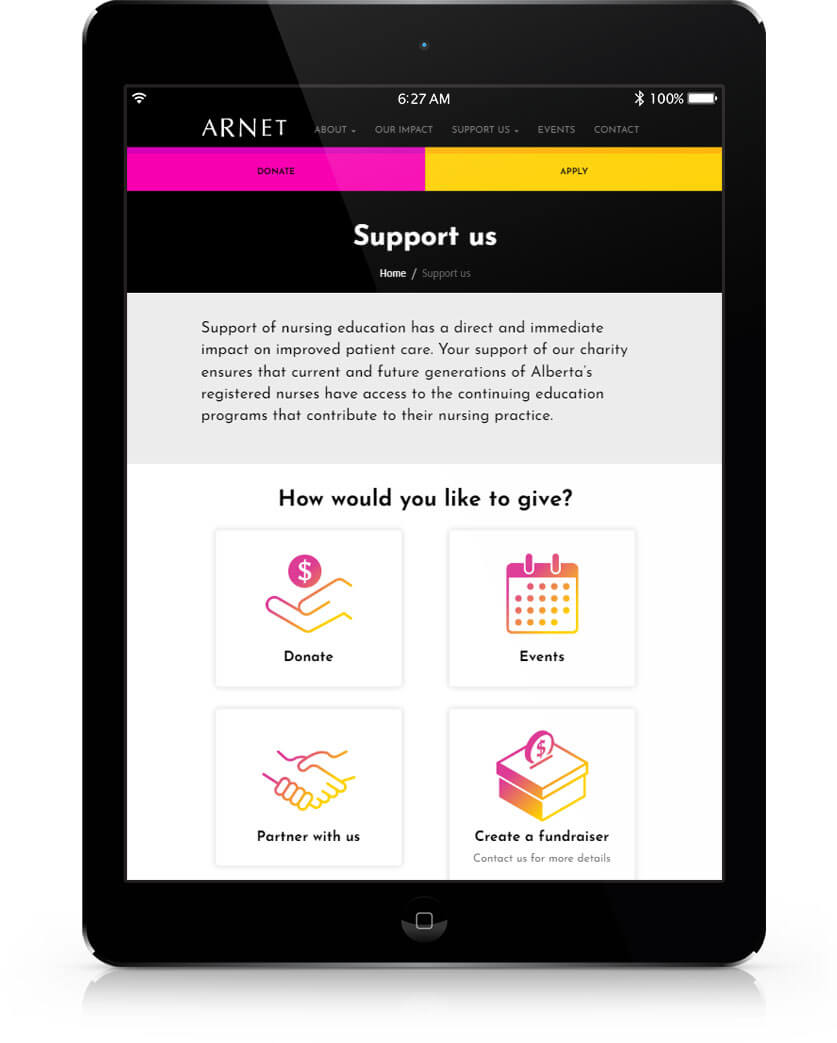 6:27 AM 100%
ARNET ABOUT OUR IMPACT SUPPORT US EVENTS CONTACT
DONATE APPLY
Support us
Home / Support us
Support of nursing education has a direct and immediate
impact on improved patient care. Your support of our charity
ensures that current and future generations of Alberta's
registered nurses have access to the continuing education
programs that contribute to their nursing practice.
How would you like to give?
$
Donate
Events
Partner with us
$
Create a fundraiser
Contact us for more details